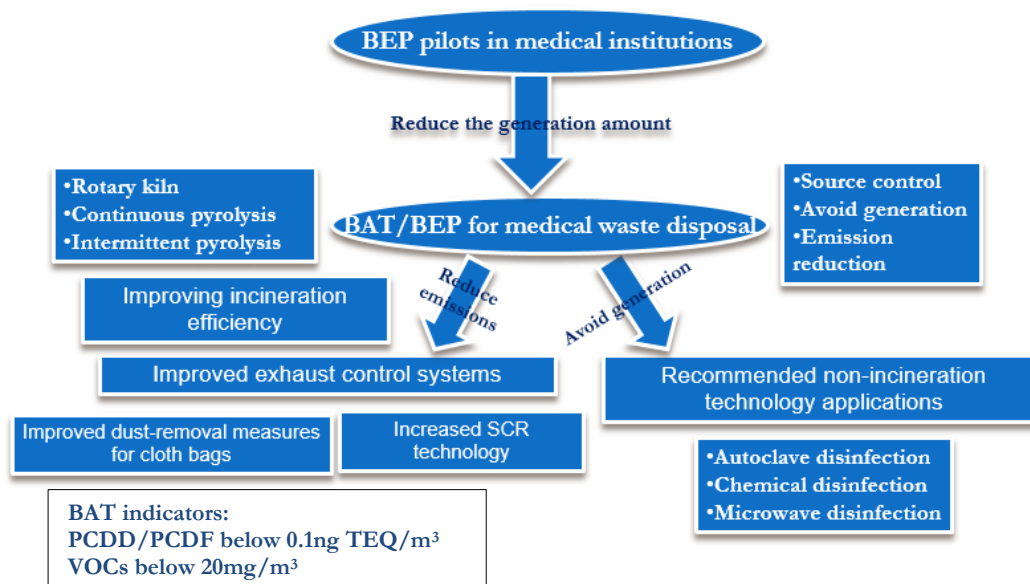 BEP pilots in medical institutions
Reduce the generation amount
•Rotary kiln
•Continuous pyrolysis
•Intermittent pyrolysis
BAT/BEP for medical waste disposal
•Source control
•Avoid generation
•Emission
reduction
Reduce
emissions
Avoid generation
Improving incineration
efficiency
Improved exhaust control systems
Recommended non-incineration
technology applications
Improved dust-removal measures
for cloth bags
Increased SCR
technology
•Autoclave disinfection
•Chemical disinfection
•Microwave disinfection
BAT indicators:
PCDD/PCDF below 0.1ng TEQ/m³
VOCs below 20mg/m³